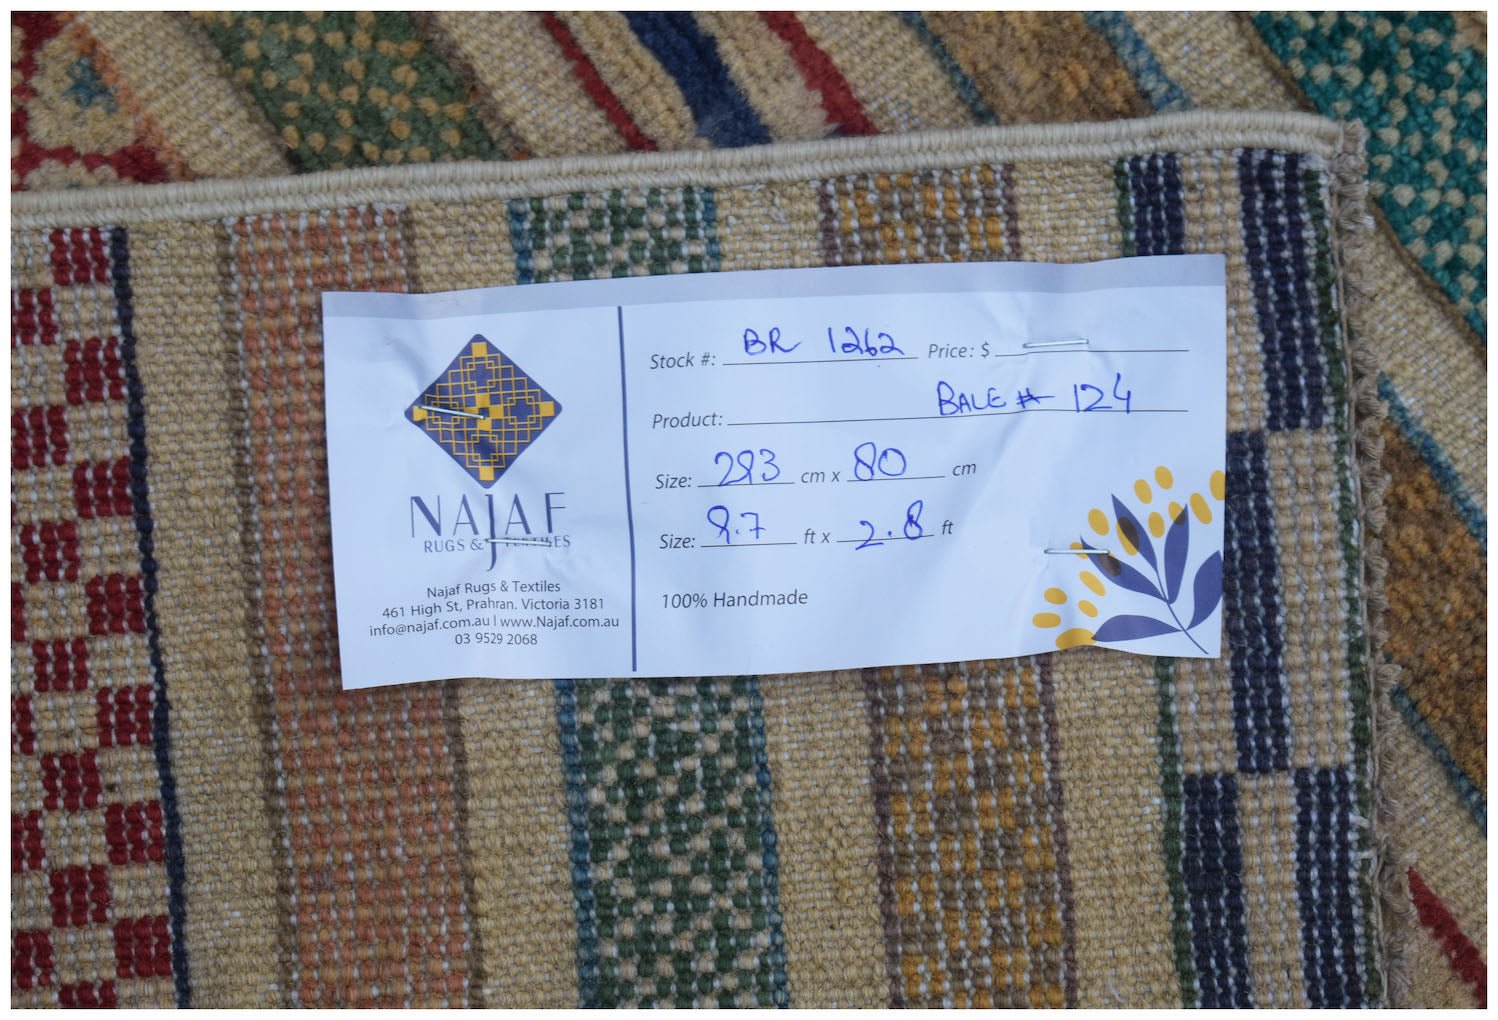 NAJAF
RUGS & TEXTILES
Najaf Rugs & Textiles
461 High St, Prahran. Victoria 3181
info@najaf.com.au | www.Najaf.com.au
03 9529 2068
Stock #: BR 1262 Price: $
Product: BALE # 124
Size: 293 cm x 80 cm
Size: 9.7 ft x 2.8 ft
100% Handmade